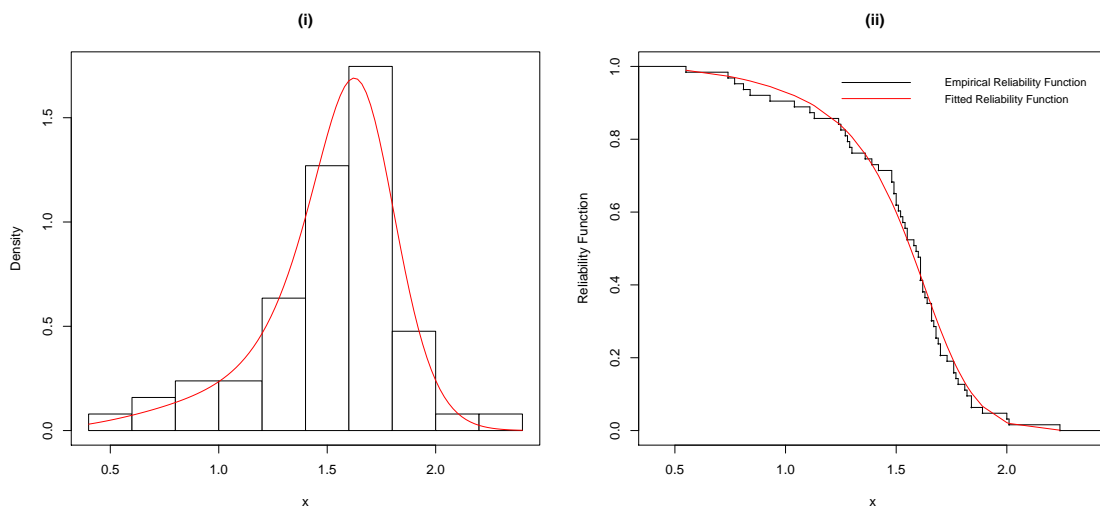 (i)
Density
0.0
0.5
1.0
1.5
0.5
1.0
1.5
2.0
x
(ii)
Reliability Function
0.0
0.2
0.4
0.6
0.8
1.0
Empirical Reliability Function
Fitted Reliability Function
0.5
1.0
1.5
2.0
x